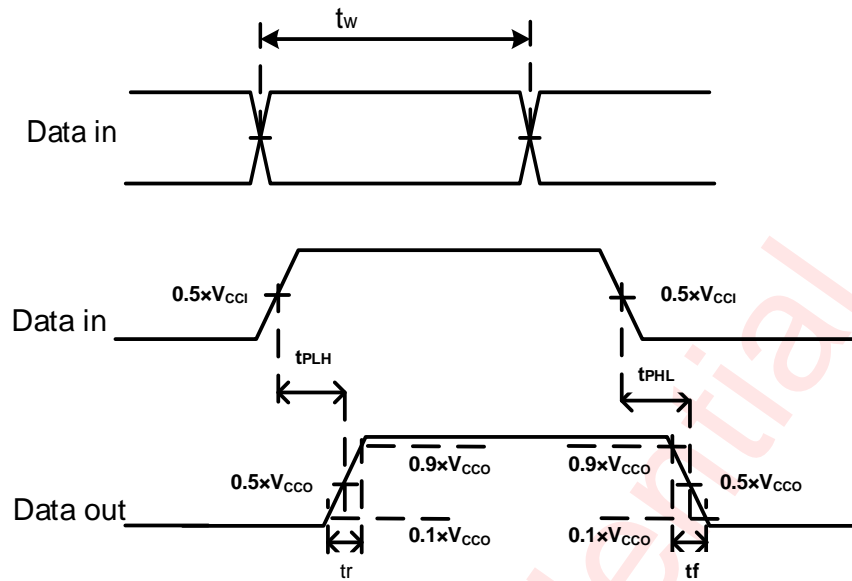 tw
Data in
0.5×VCCI
0.5×VCCI
Data in
tPLH
tPHL
0.9×VCCO
0.9×VCCO
0.5×VCCO
0.5×VCCO
Data out
0.1×VCCO
0.1×VCCO
tr
tf